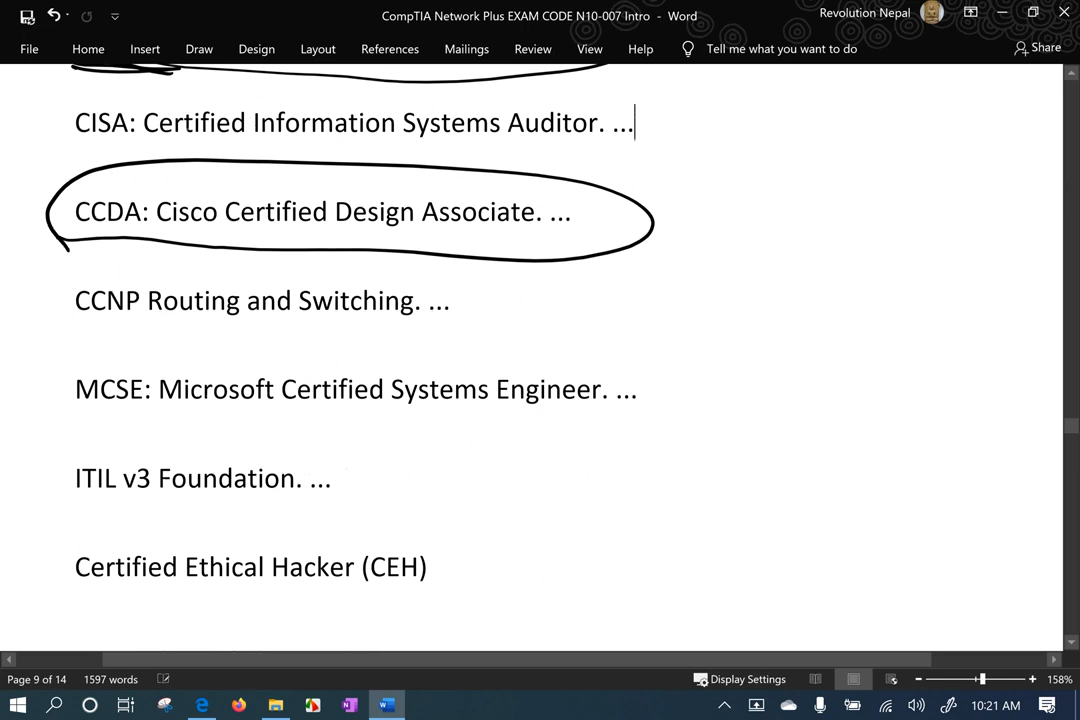 CompTIA Network Plus EXAM CODE N10-007 Intro - Word
Revolution Nepal
File Home Insert Draw Design Layout References Mailings Review View Help Tell me what you want to do Share
CISA: Certified Information Systems Auditor. ...
CCDA: Cisco Certified Design Associate. ...
CCNP Routing and Switching. ...
MCSE: Microsoft Certified Systems Engineer. ...
ITIL v3 Foundation. ...
Certified Ethical Hacker (CEH)
Page 9 of 14 1597 words Display Settings 158%
10:21 AM